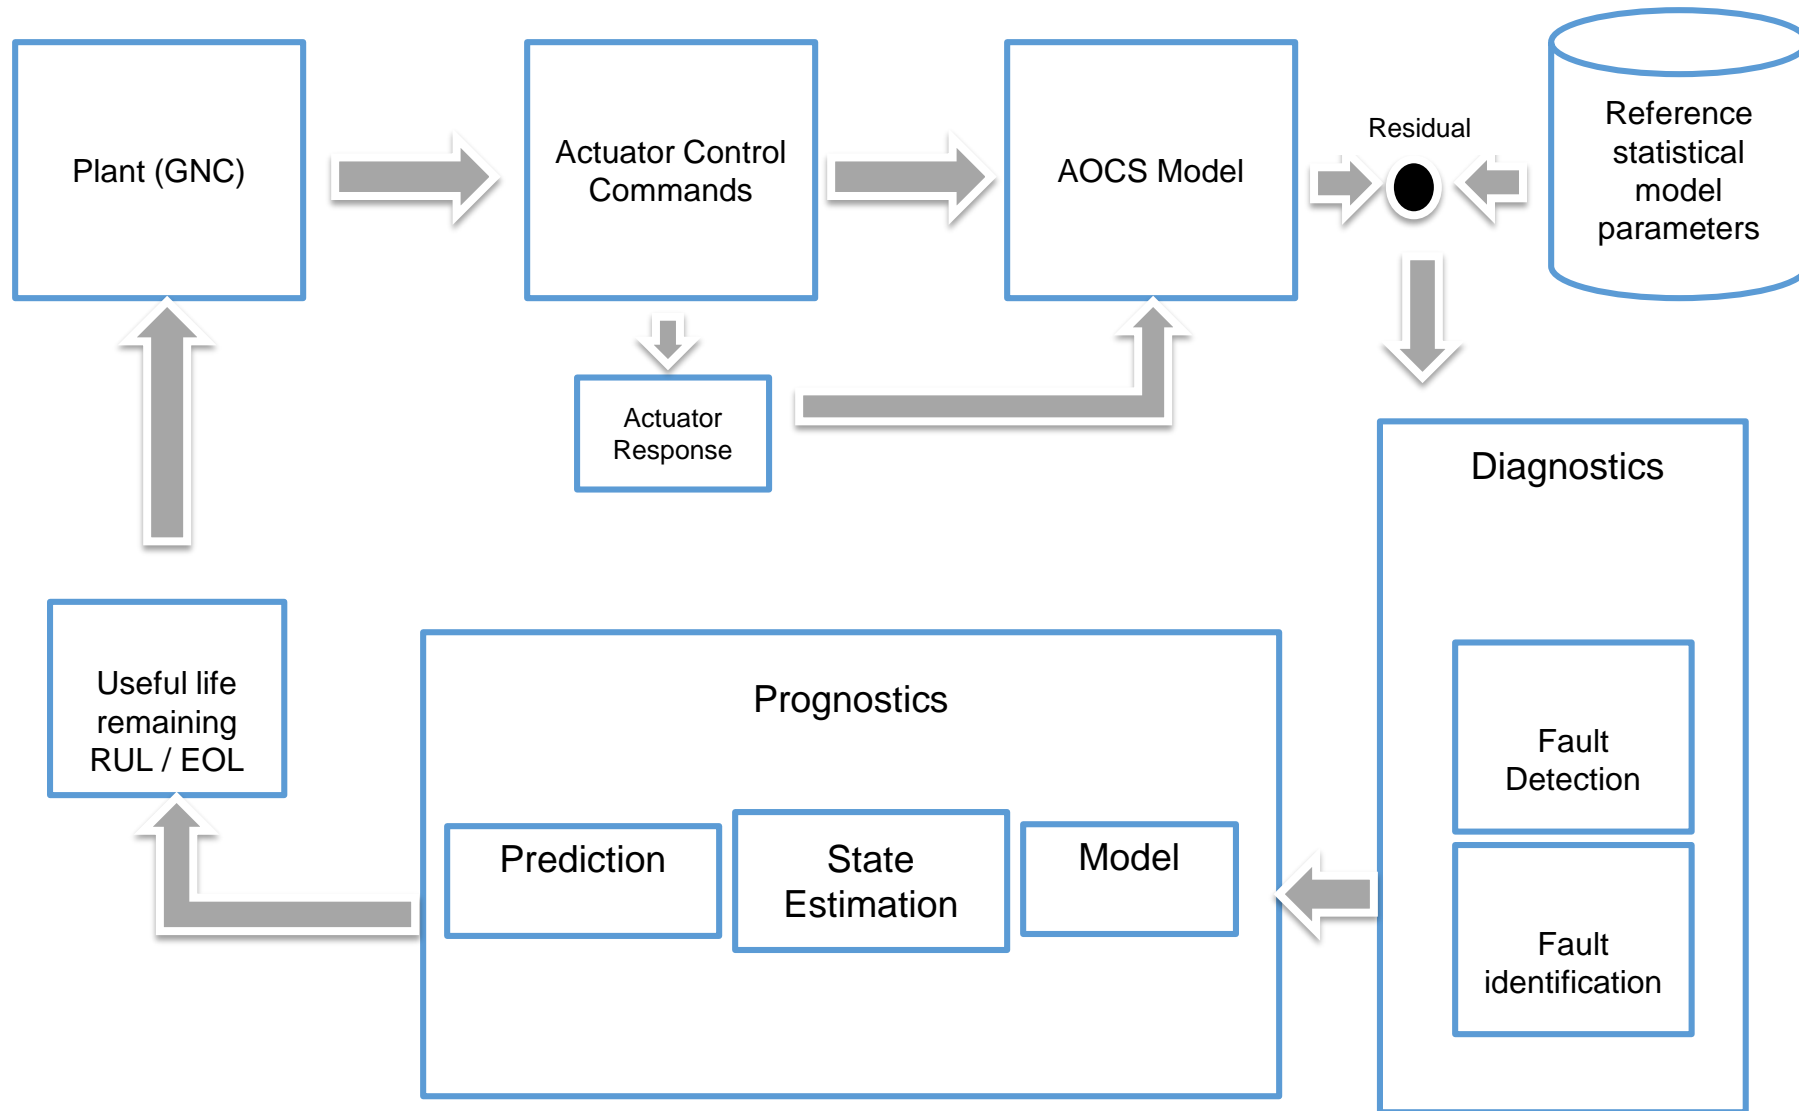 Plant (GNC)
Actuator Control
Commands
AOCS Model
Residual
Reference
statistical
model
parameters
Actuator
Response
Diagnostics
Useful life
remaining
RUL / EOL
Prognostics
Prediction
State
Estimation
Model
Fault
Detection
Fault
identification